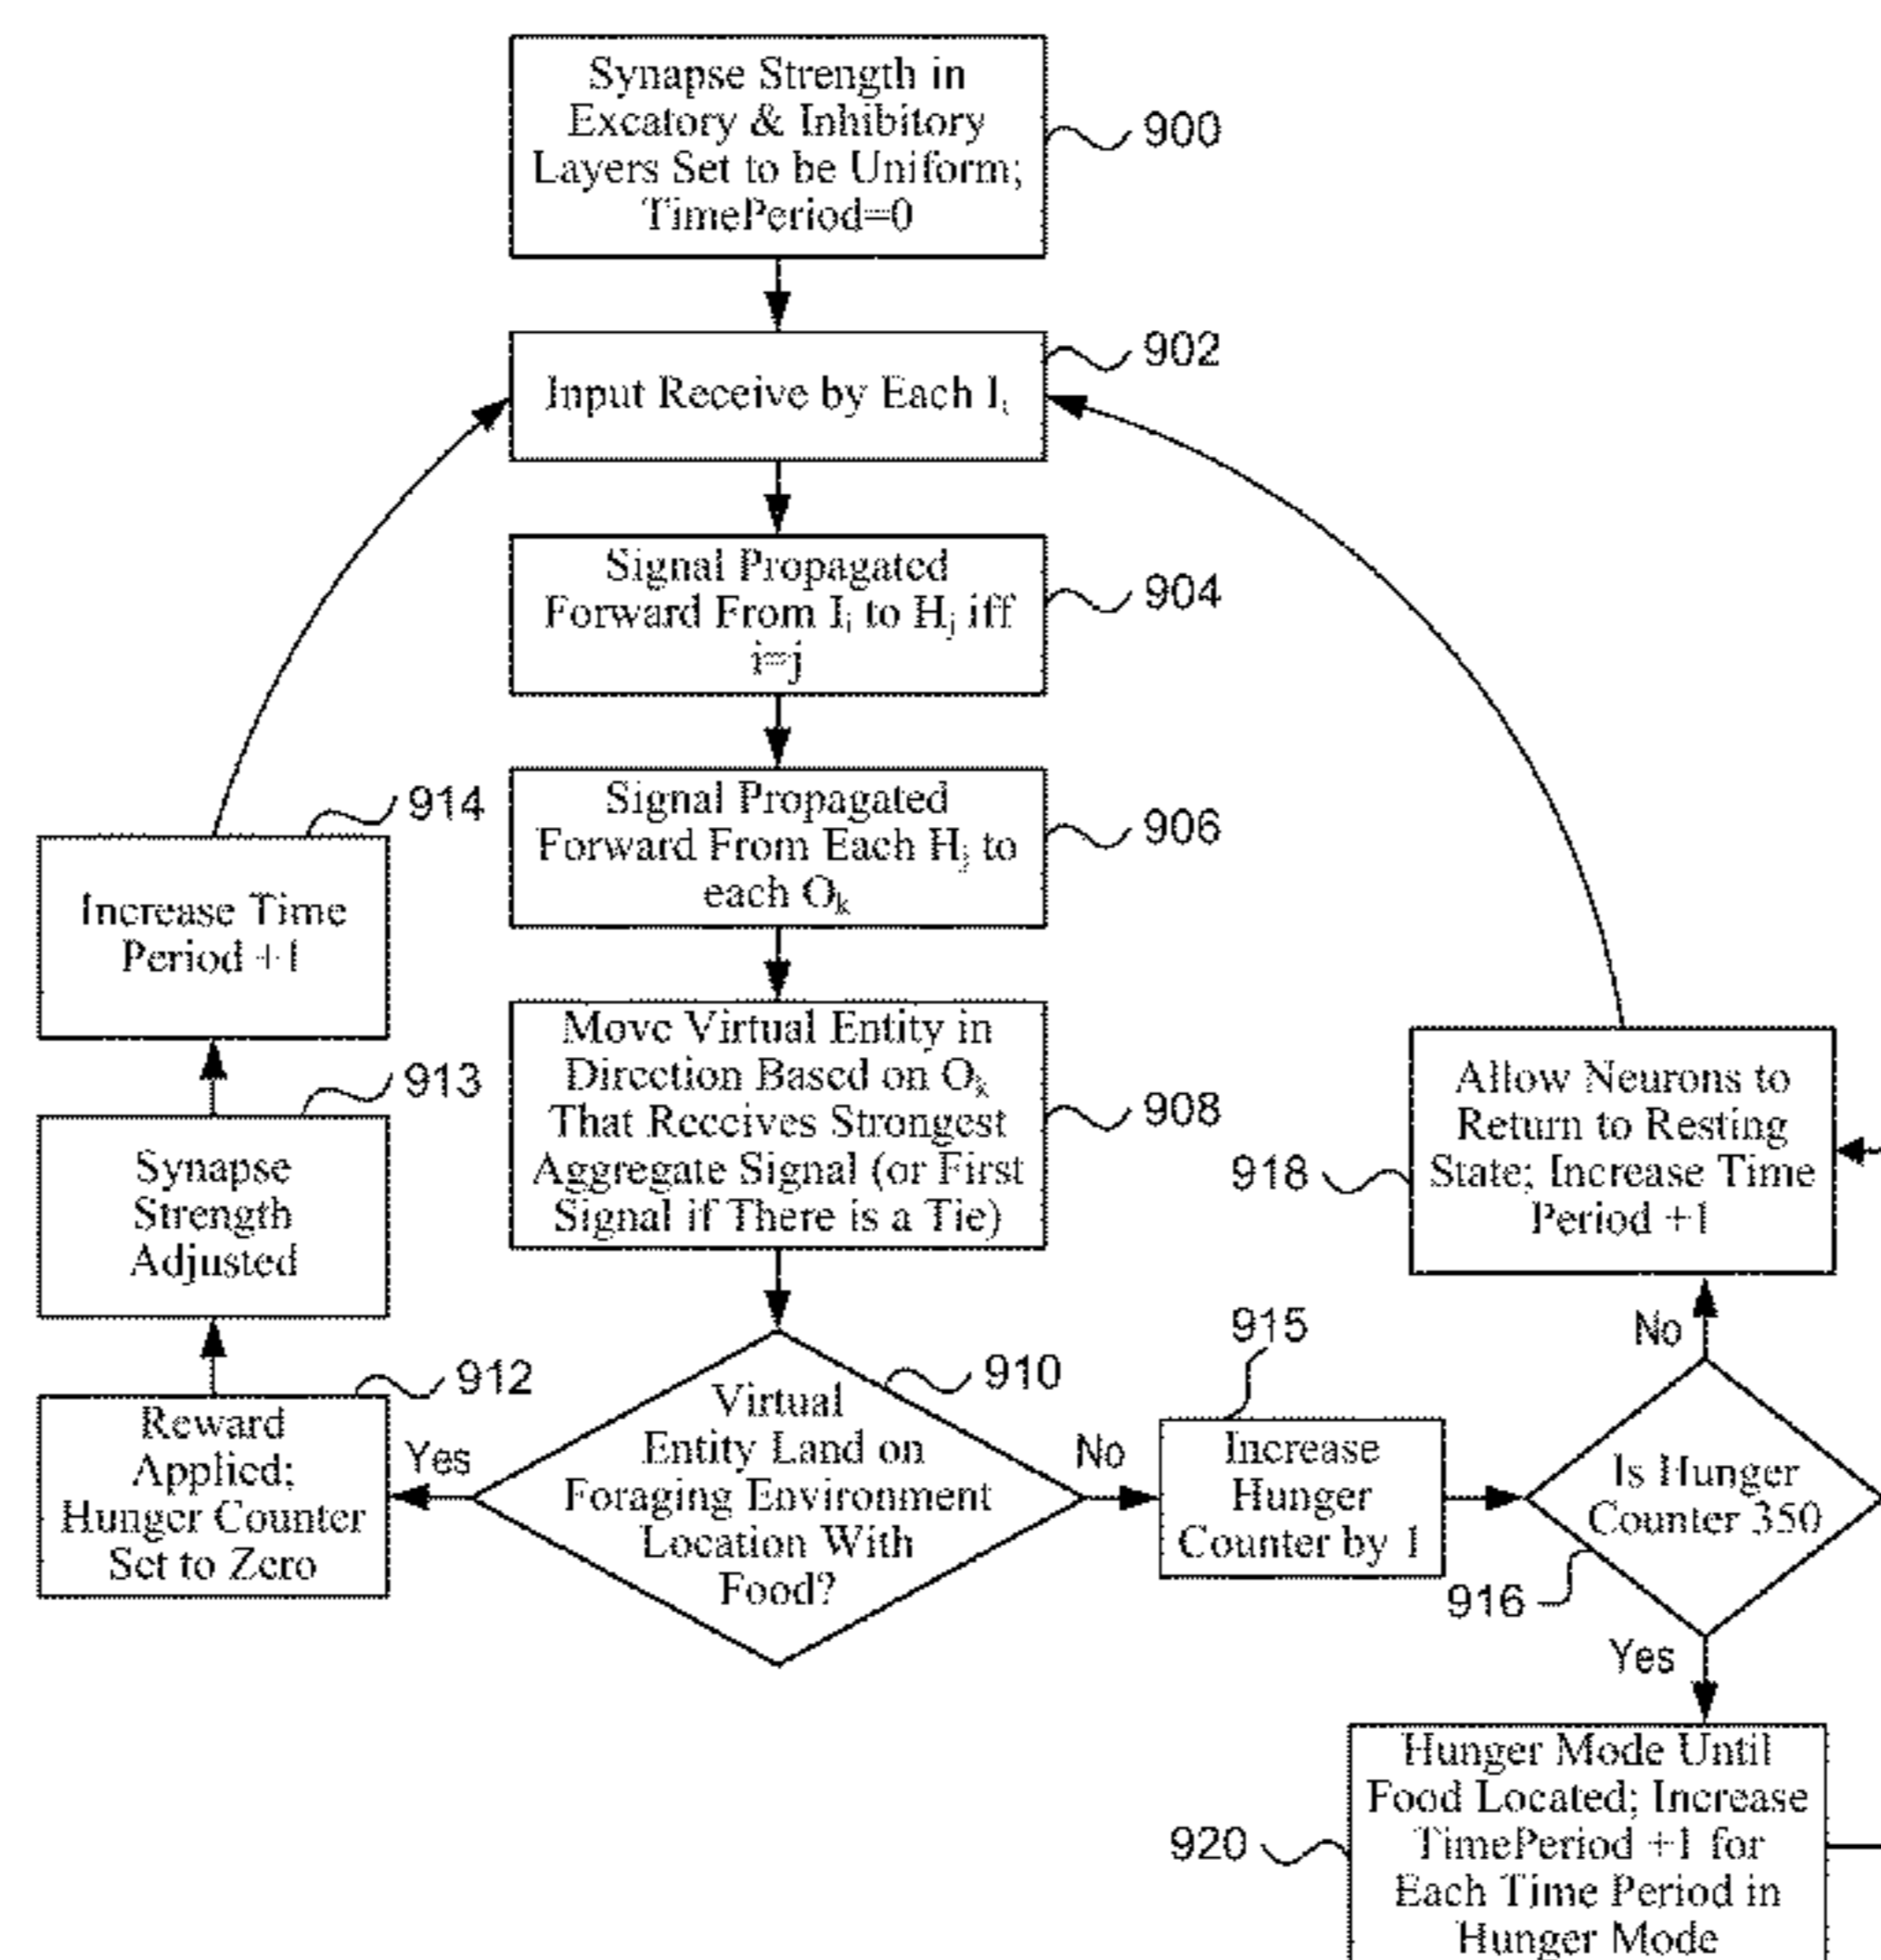 Synapse Strength in
Excatory & Inhibitory
Layers Set to be Uniform;
TimePeriod=0
900
Input Receive by Each Iᵢ
902
Signal Propagated
Forward From Iᵢ to Hⱼ iff
i=j
904
Signal Propagated
Forward From Each Hⱼ to
each Oₖ
906
Move Virtual Entity in
Direction Based on Oₖ
That Receives Strongest
Aggregate Signal (or First
Signal if There is a Tie)
908
Virtual
Entity Land on
Foraging Environment
Location With
Food?
910
Yes
Reward
Applied;
Hunger Counter
Set to Zero
912
Synapse
Strength
Adjusted
913
Increase Time
Period +1
914
No
Increase
Hunger
Counter by 1
915
Is Hunger
Counter 350
916
No
Allow Neurons to
Return to Resting
State; Increase Time
Period +1
918
Yes
Hunger Mode Until
Food Located; Increase
TimePeriod +1 for
Each Time Period in
Hunger Mode
920